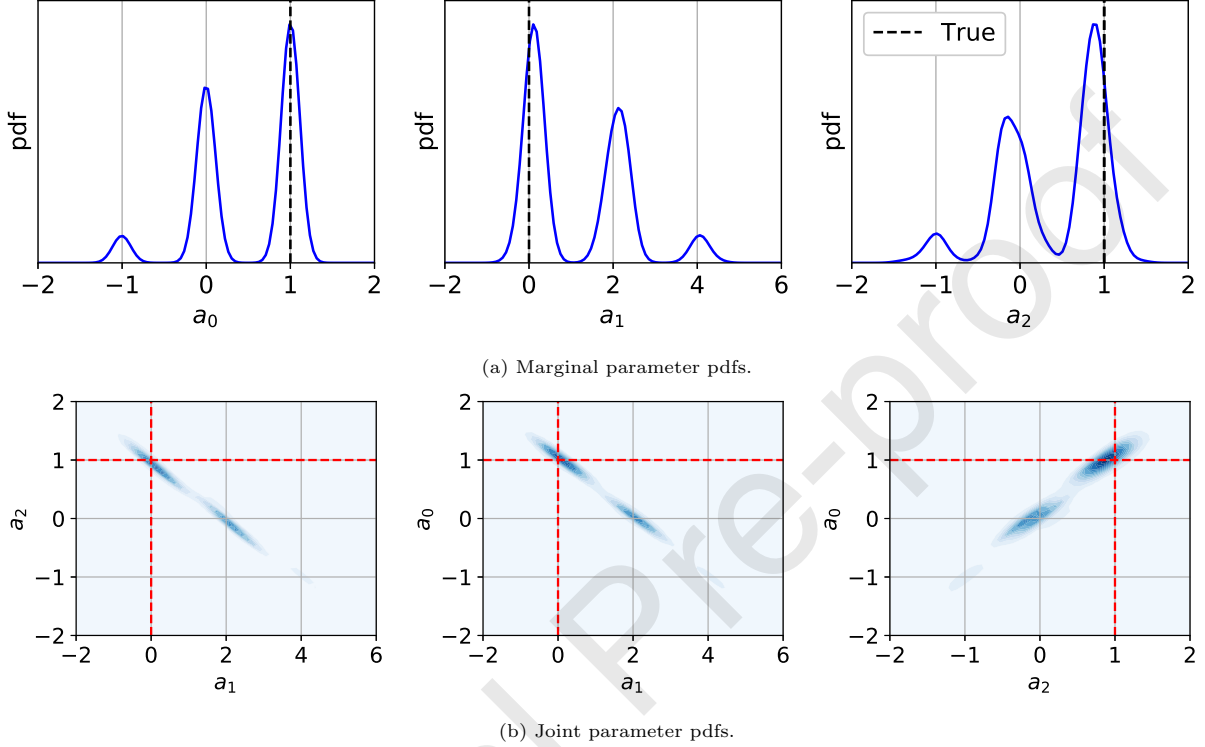 pdf
−2 −1 0 1 2
a0
pdf
−2 0 2 4 6
a1
True
pdf
−2 −1 0 1 2
a2
(a) Marginal parameter pdfs.
2
1
0
−1
−2
a2
−2 0 2 4 6
a1
2
1
0
−1
−2
a0
−2 0 2 4 6
a1
2
1
0
−1
−2
a0
−2 −1 0 1 2
a2
(b) Joint parameter pdfs.
Pre-proof